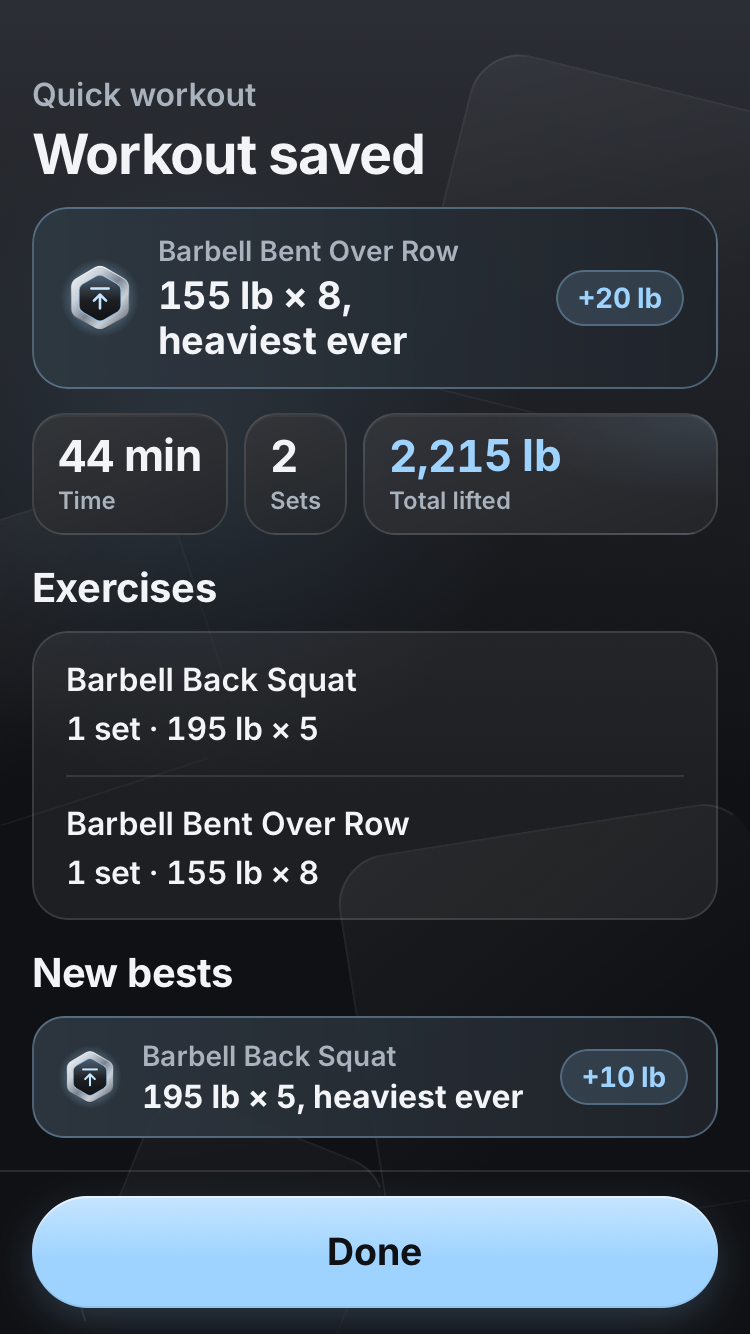 Quick workout
Workout saved
Barbell Bent Over Row
155 lb × 8,
heaviest ever
+20 lb
44 min
Time
2
Sets
2,215 lb
Total lifted
Exercises
Barbell Back Squat
1 set · 195 lb × 5
Barbell Bent Over Row
1 set · 155 lb × 8
New bests
Barbell Back Squat
195 lb × 5, heaviest ever
+10 lb
Done